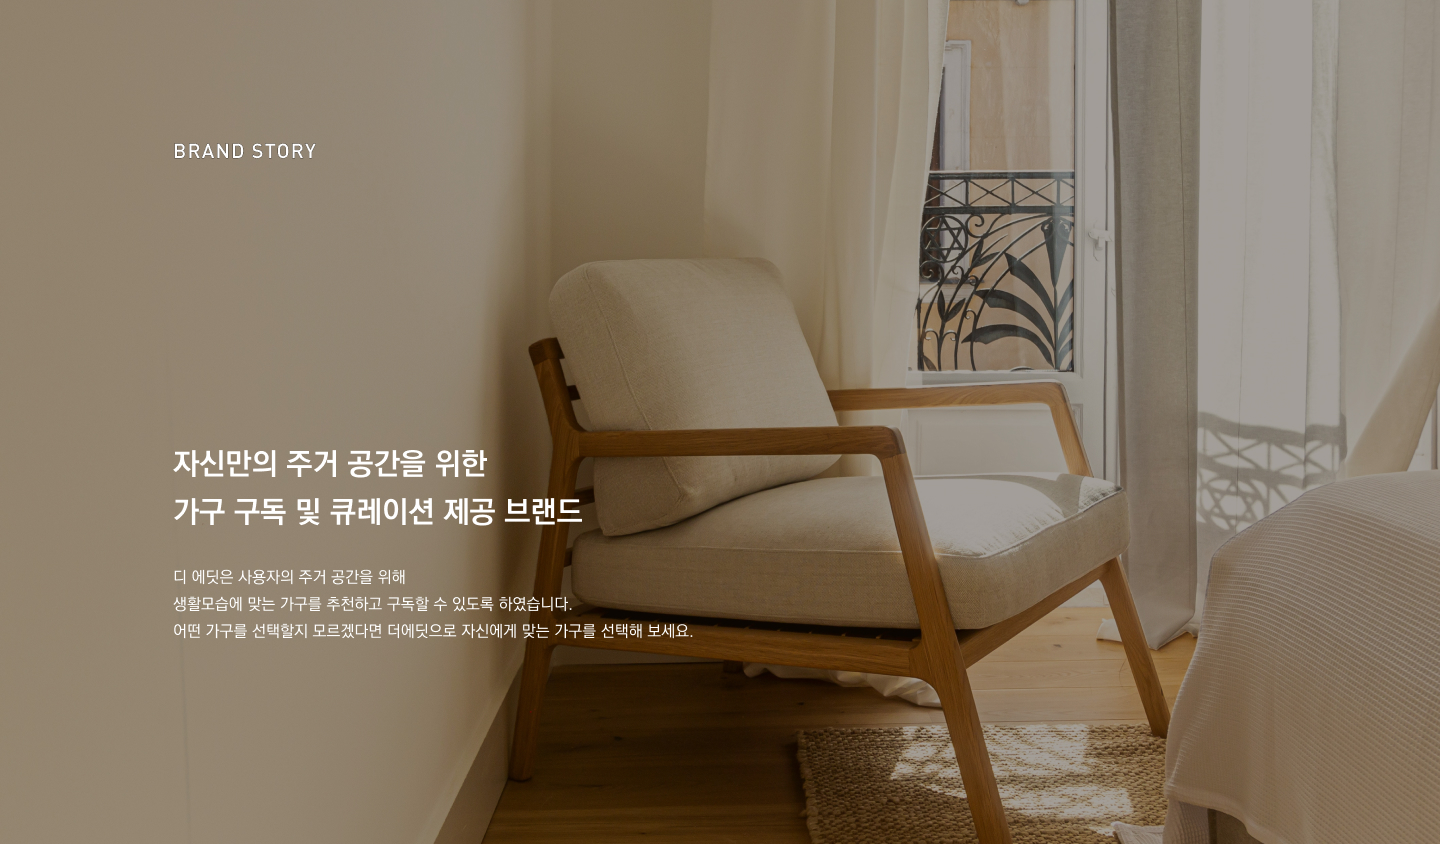 BRAND STORY
자신만의 주거 공간을 위한
가구 구독 및 큐레이션 제공 브랜드
디 에딧은 사용자의 주거 공간을 위해
생활모습에 맞는 가구를 추천하고 구독할 수 있도록 하였습니다.
어떤 가구를 선택할지 모르겠다면 더에딧으로 자신에게 맞는 가구를 선택해 보세요.